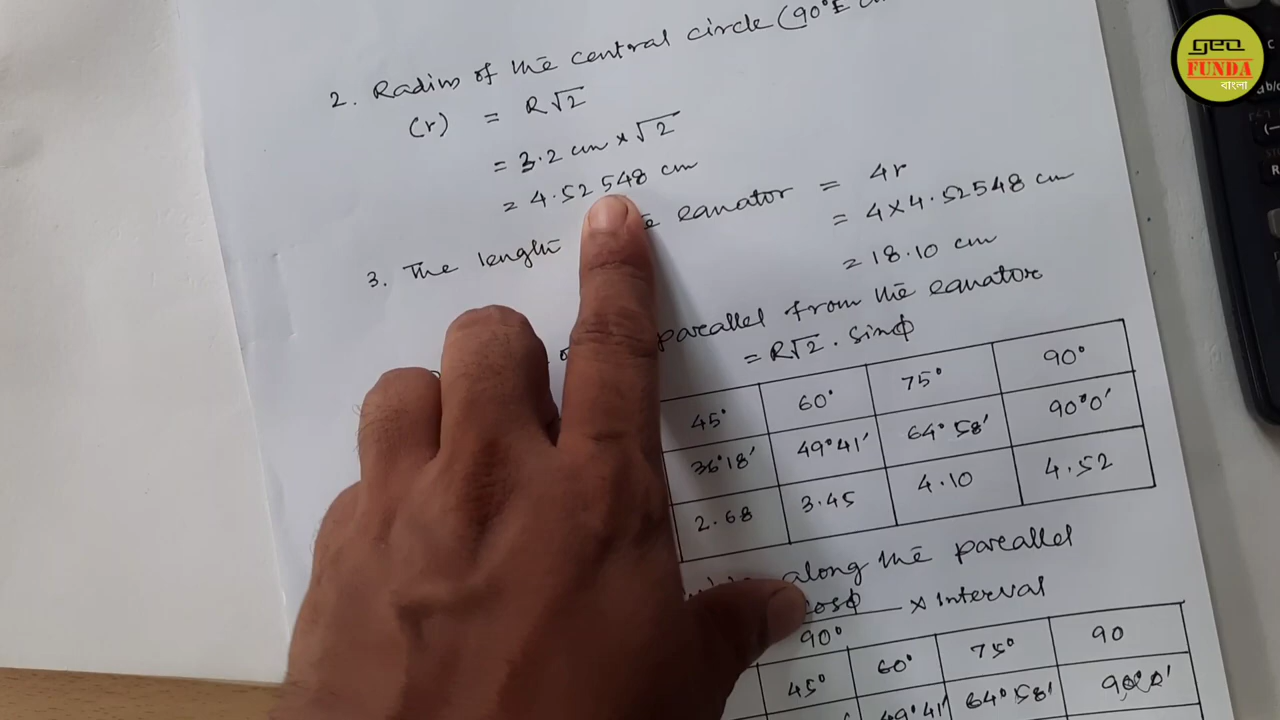 2. Radius of the central circle (90°E
(r) = R√2
= 3.2 cm × √2
= 4.52548 cm
3. The length equator = 4r
= 4×4.52548 cm
= 18.10 cm
parallel from the equator
= R√2 . Sinϕ
45° 60° 75° 90°
36°18' 49°41' 64°58' 90°0'
2.68 3.45 4.10 4.52
along the parallel
cosϕ × Interval
90°
45° 60° 75° 90
49°41' 64°58' 90°0'
geo
FUNDA
বাংলা